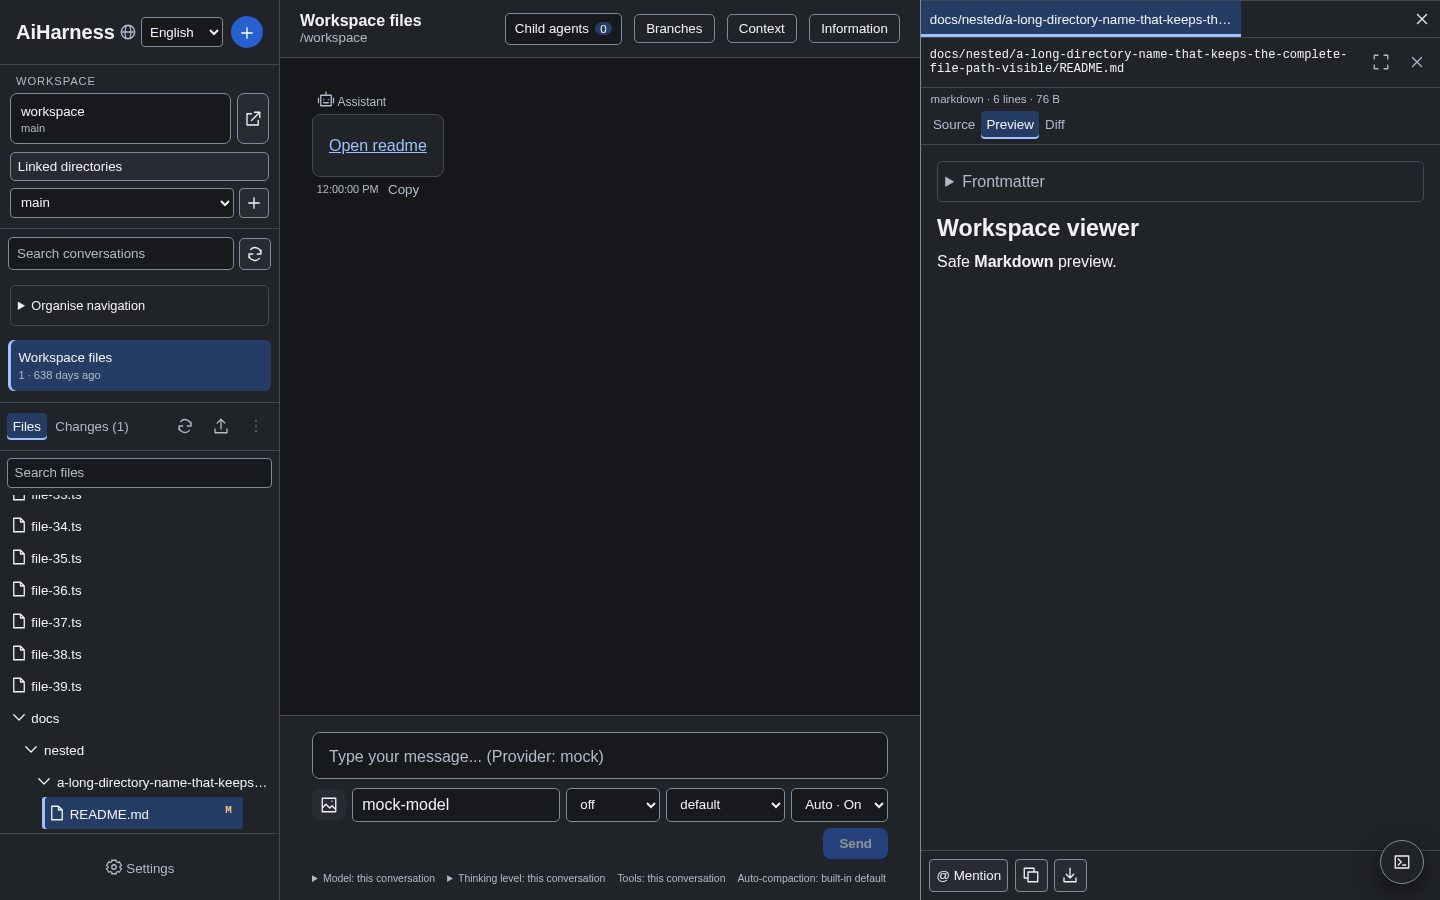 AiHarness
English
WORKSPACE
workspace
main
Linked directories
main
Search conversations
Organise navigation
Workspace files
1 · 638 days ago
Files
Changes (1)
Search files
file-33.ts
file-34.ts
file-35.ts
file-36.ts
file-37.ts
file-38.ts
file-39.ts
docs
nested
a-long-directory-name-that-keeps…
README.md M
Settings
Workspace files
/workspace
Child agents 0
Branches
Context
Information
Assistant
Open readme
12:00:00 PM Copy
Type your message... (Provider: mock)
mock-model
off
default
Auto · On
Send
Model: this conversation
Thinking level: this conversation
Tools: this conversation
Auto-compaction: built-in default
docs/nested/a-long-directory-name-that-keeps-th…
docs/nested/a-long-directory-name-that-keeps-the-complete-
file-path-visible/README.md
markdown · 6 lines · 76 B
Source
Preview
Diff
Frontmatter
Workspace viewer
Safe Markdown preview.
@ Mention